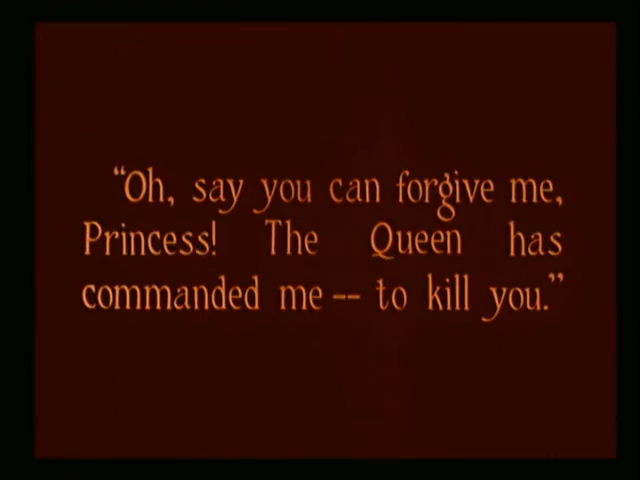 “Oh, say you can forgive me,
Princess! The Queen has
commanded me -- to kill you.”